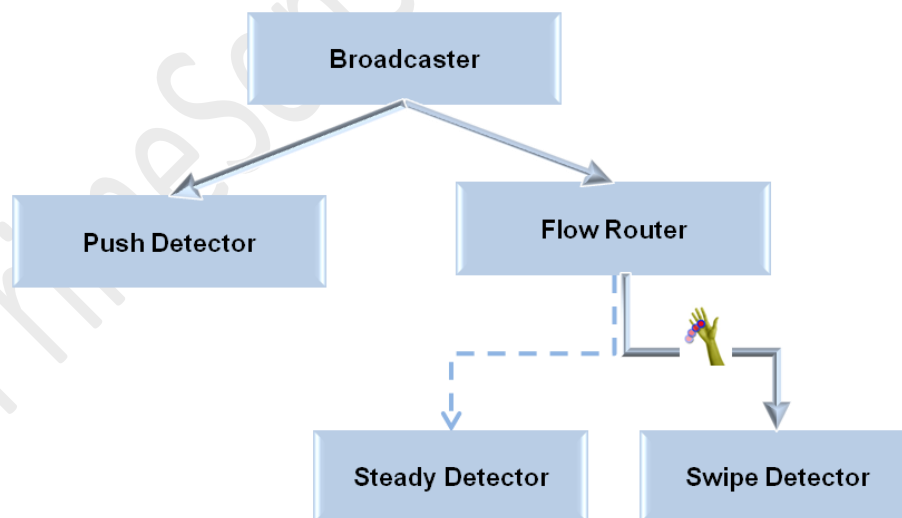 Broadcaster
Push Detector
Flow Router
Steady Detector
Swipe Detector